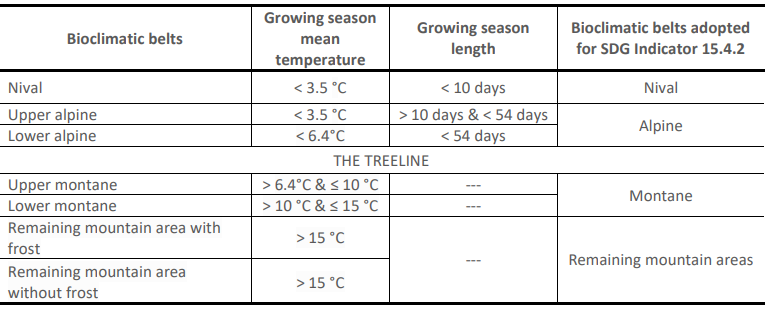 Bioclimatic belts
Growing season
mean
temperature
Growing season
length
Bioclimatic belts adopted
for SDG Indicator 15.4.2
Nival
< 3.5 °C
< 10 days
Nival
Upper alpine
< 3.5 °C
> 10 days & < 54 days
Alpine
Lower alpine
< 6.4°C
< 54 days
THE TREELINE
Upper montane
> 6.4°C & ≤ 10 °C
---
Montane
Lower montane
> 10 °C & ≤ 15 °C
---
Remaining mountain area with
frost
> 15 °C
---
Remaining mountain areas
Remaining mountain area
without frost
> 15 °C